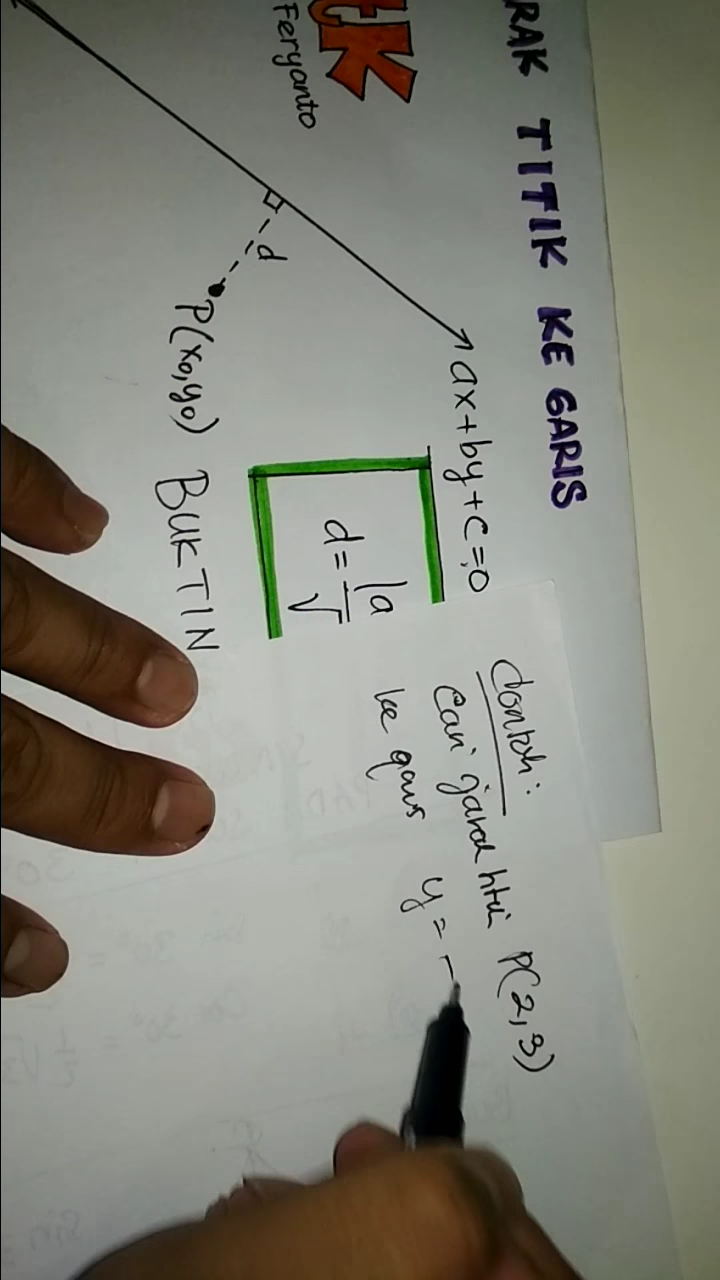 RAK TITIK KE GARIS
tK
Feryanto
ax+by+c=0
d
P(x0,y0)
d = |a
√
BUKTIN
Contoh:
Cari jarak titik P(2,3)
ke garis y = -